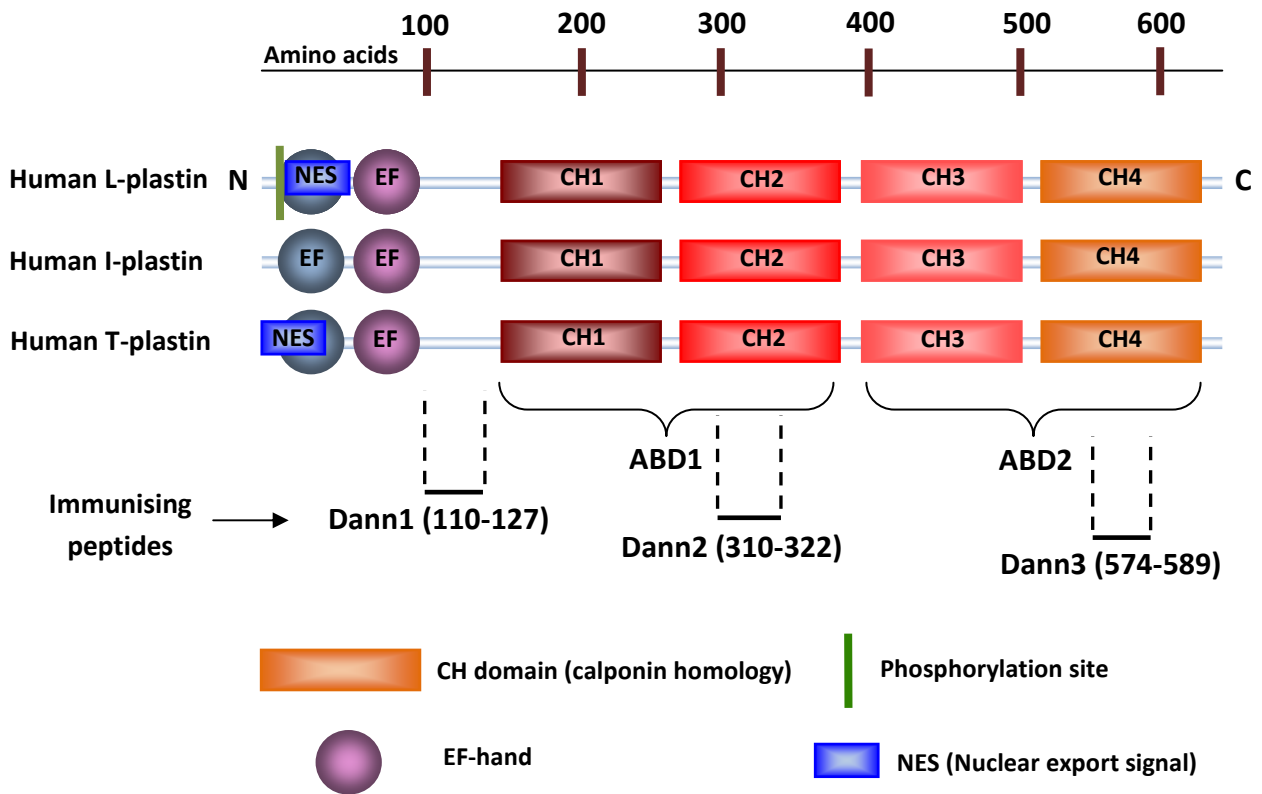 100 200 300 400 500 600
Amino acids
Human L-plastin N NES EF CH1 CH2 CH3 CH4 C
Human I-plastin EF EF CH1 CH2 CH3 CH4
Human T-plastin NES EF CH1 CH2 CH3 CH4
ABD1 ABD2
Immunising
peptides
Dann1 (110-127)
Dann2 (310-322)
Dann3 (574-589)
CH domain (calponin homology)
Phosphorylation site
EF-hand
NES (Nuclear export signal)